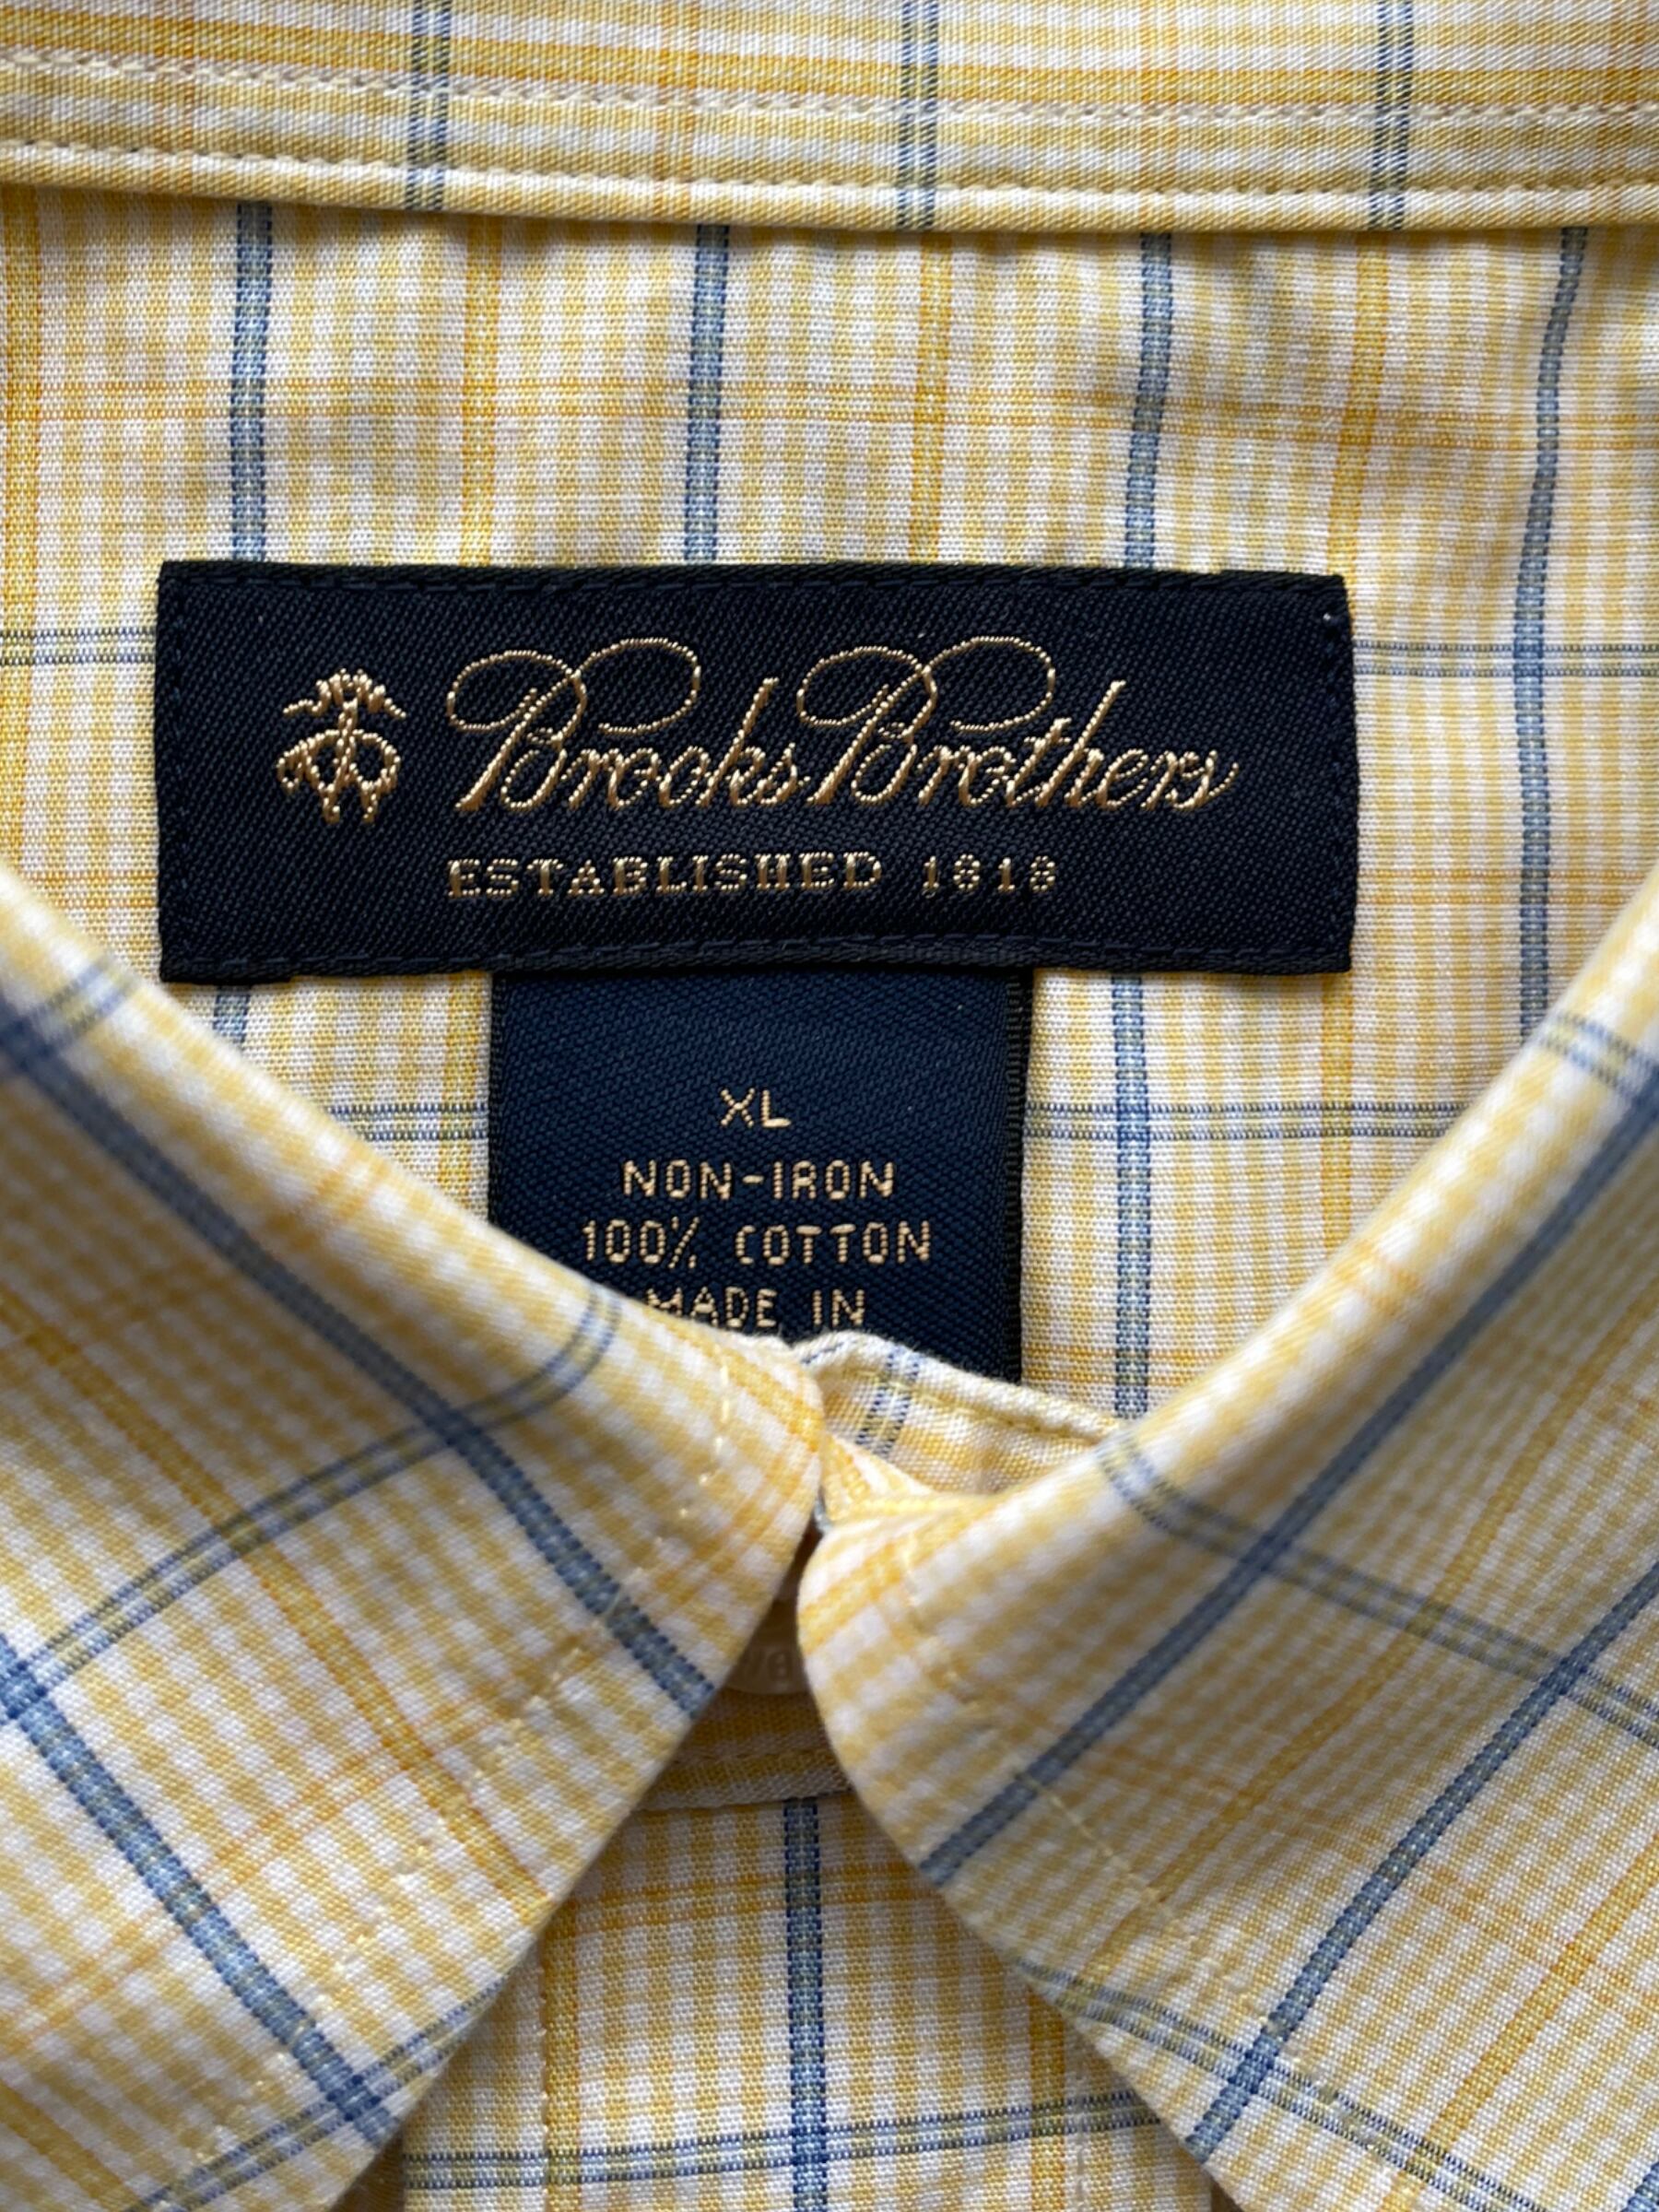 Brooks Brothers
ESTABLISHED 1818
XL
NON-IRON
100% COTTON
MADE IN